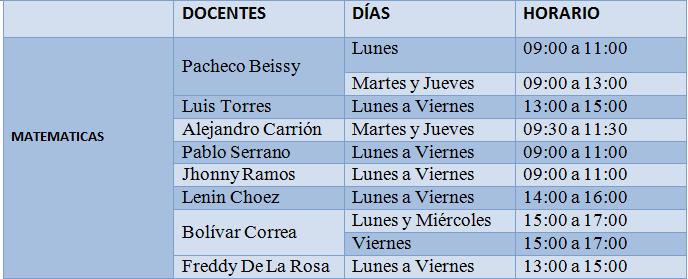 DOCENTES DÍAS HORARIO
MATEMATICAS
Pacheco Beissy Lunes 09:00 a 11:00
Martes y Jueves 09:00 a 13:00
Luis Torres Lunes a Viernes 13:00 a 15:00
Alejandro Carrión Martes y Jueves 09:30 a 11:30
Pablo Serrano Lunes a Viernes 09:00 a 11:00
Jhonny Ramos Lunes a Viernes 09:00 a 11:00
Lenin Choez Lunes a Viernes 14:00 a 16:00
Bolívar Correa Lunes y Miércoles 15:00 a 17:00
Viernes 15:00 a 17:00
Freddy De La Rosa Lunes a Viernes 13:00 a 15:00